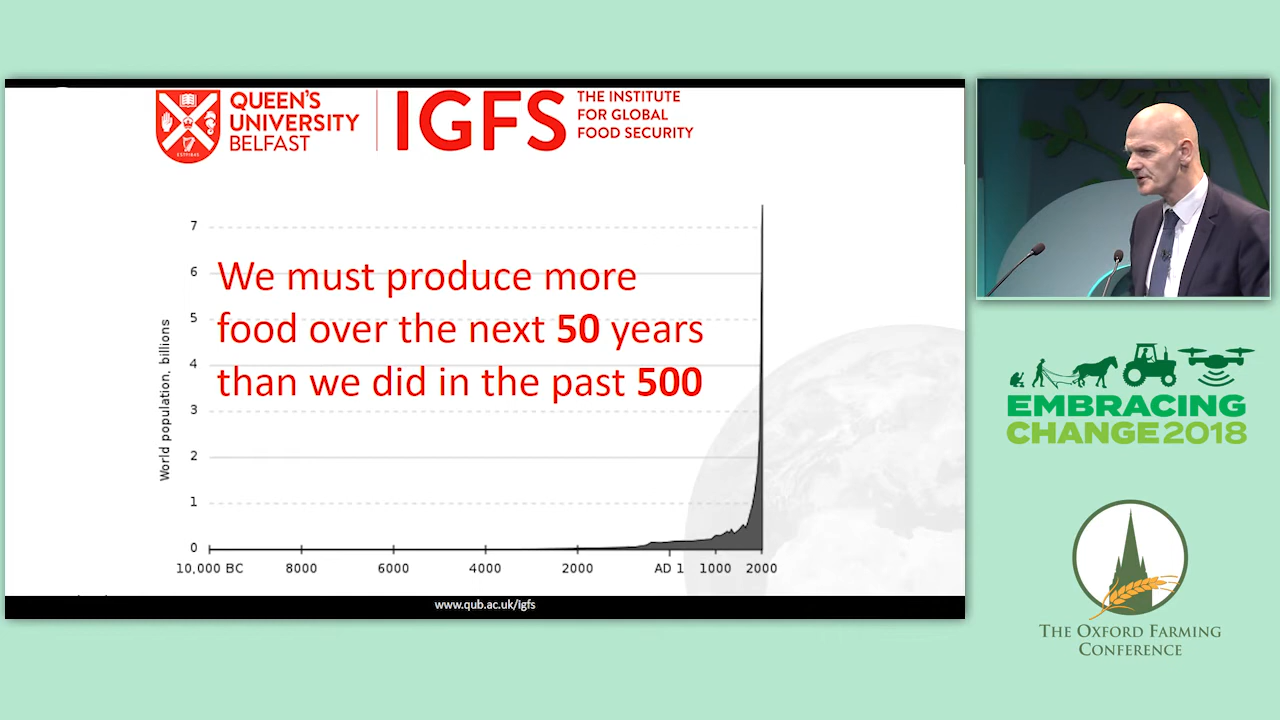 QUEEN'S
UNIVERSITY
BELFAST
IGFS
THE INSTITUTE
FOR GLOBAL
FOOD SECURITY
We must produce more
food over the next 50 years
than we did in the past 500
World population, billions
7
6
5
4
3
2
1
0
10,000 BC 8000 6000 4000 2000 AD 1 1000 2000
www.qub.ac.uk/igfs
EMBRACING
CHANGE 2018
THE OXFORD FARMING
CONFERENCE